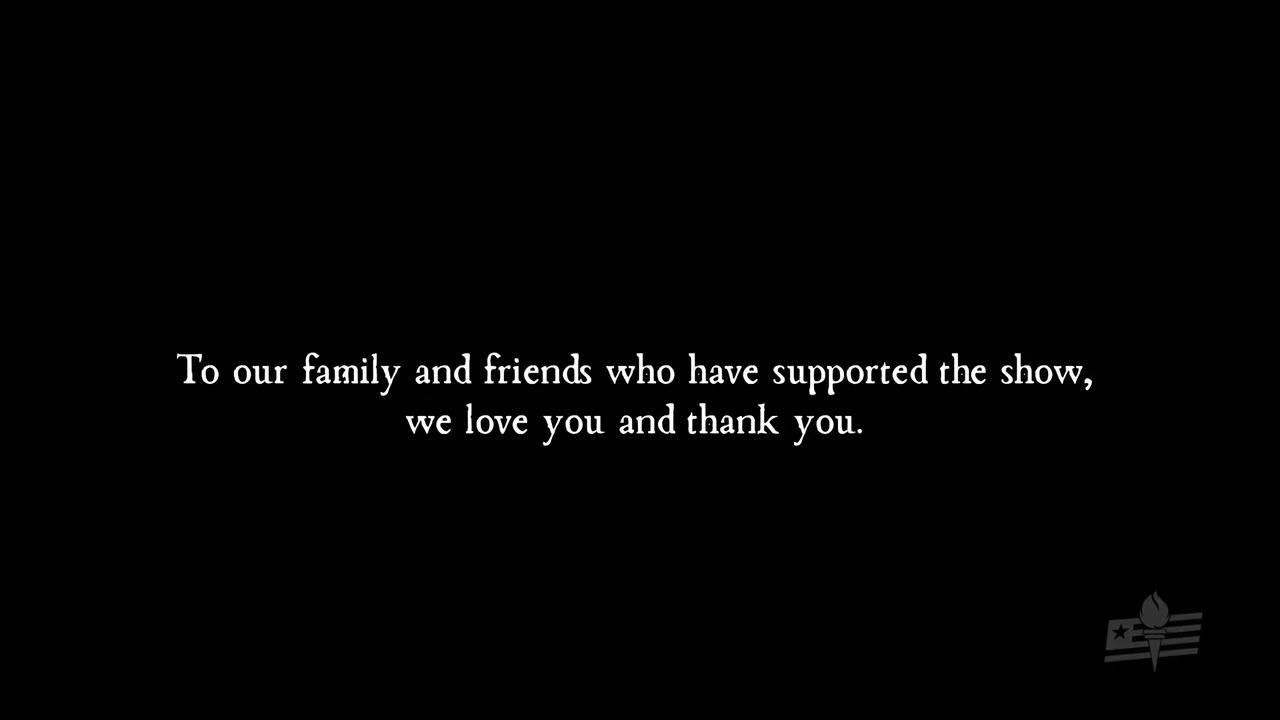 To our family and friends who have supported the show,
we love you and thank you.